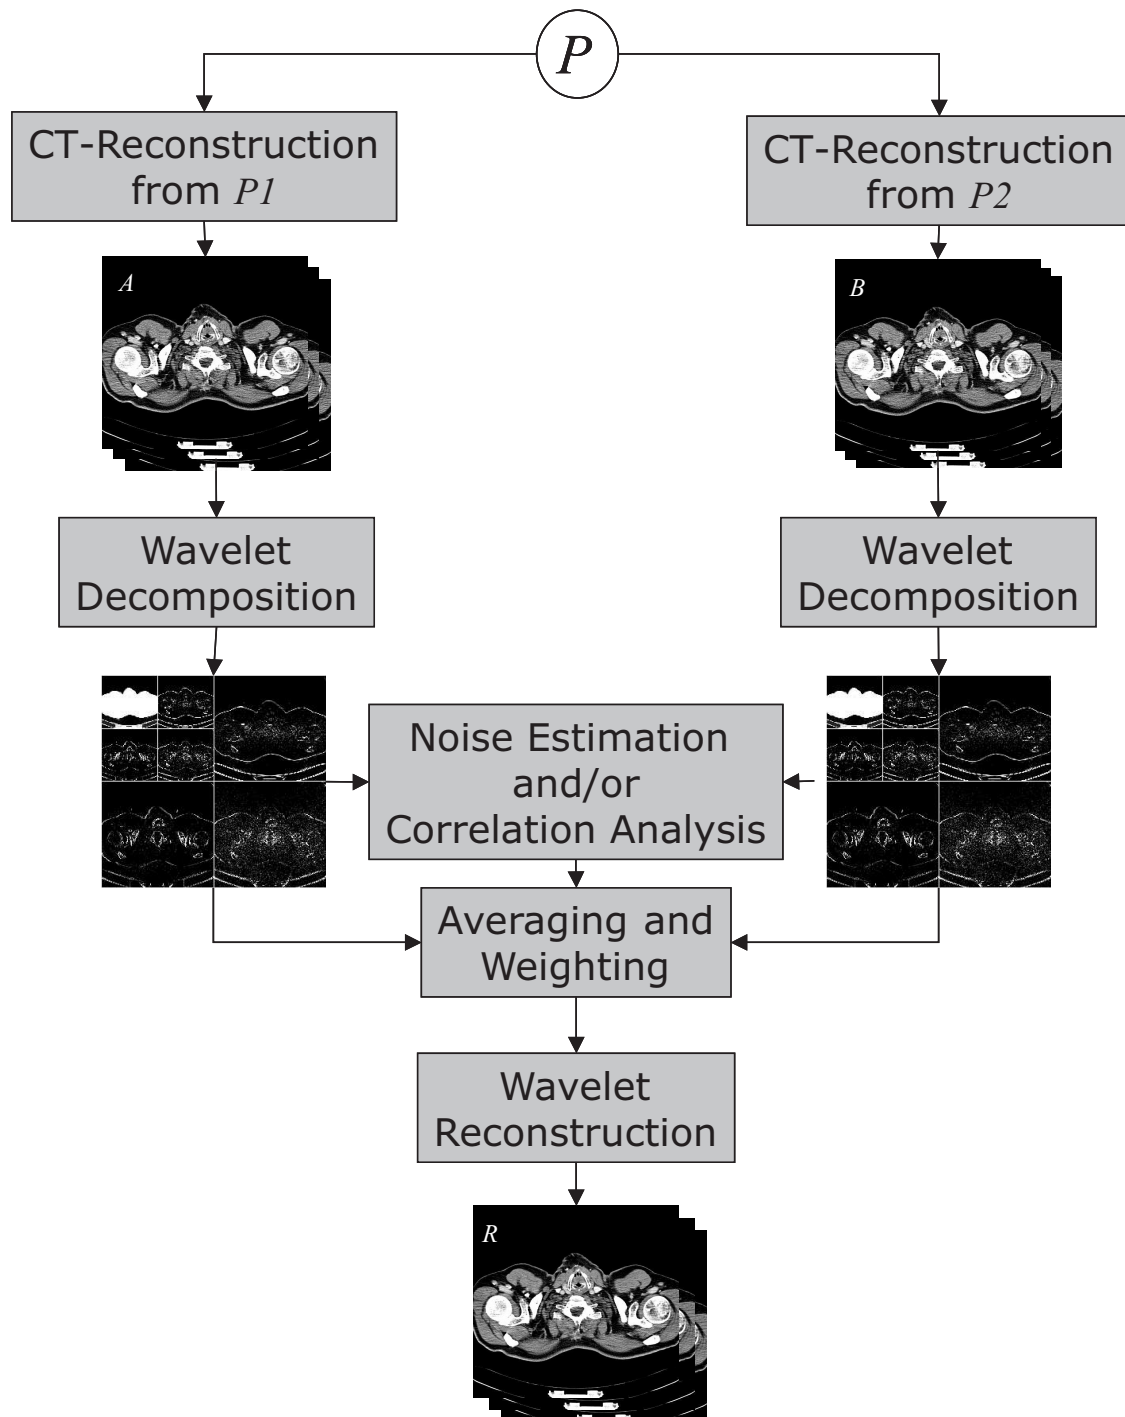 P
CT-Reconstruction
from P1
CT-Reconstruction
from P2
A
B
Wavelet
Decomposition
Wavelet
Decomposition
Noise Estimation
and/or
Correlation Analysis
Averaging and
Weighting
Wavelet
Reconstruction
R